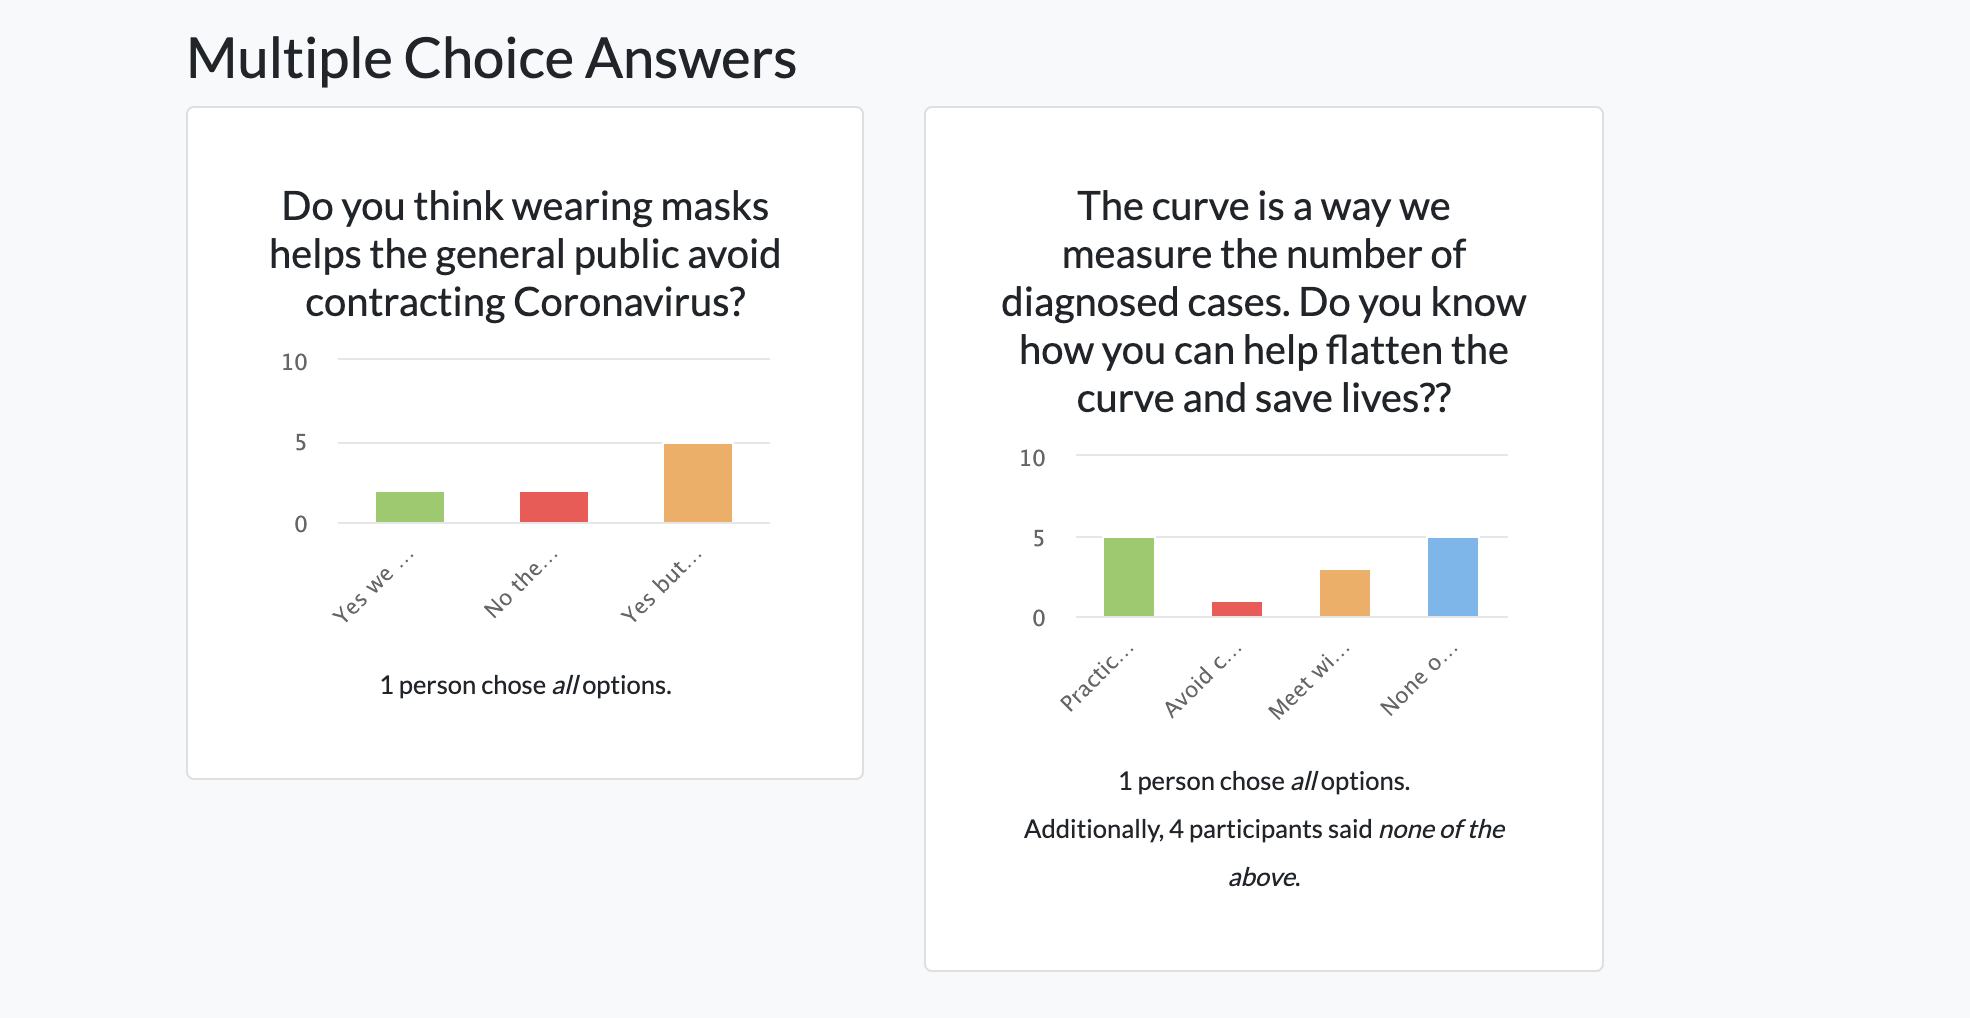 Multiple Choice Answers
Do you think wearing masks
helps the general public avoid
contracting Coronavirus?
10
5
0
Yes we ...
No the...
Yes but...
1 person chose all options.
The curve is a way we
measure the number of
diagnosed cases. Do you know
how you can help flatten the
curve and save lives??
10
5
0
Practic...
Avoid c...
Meet wi...
None o...
1 person chose all options.
Additionally, 4 participants said none of the
above.